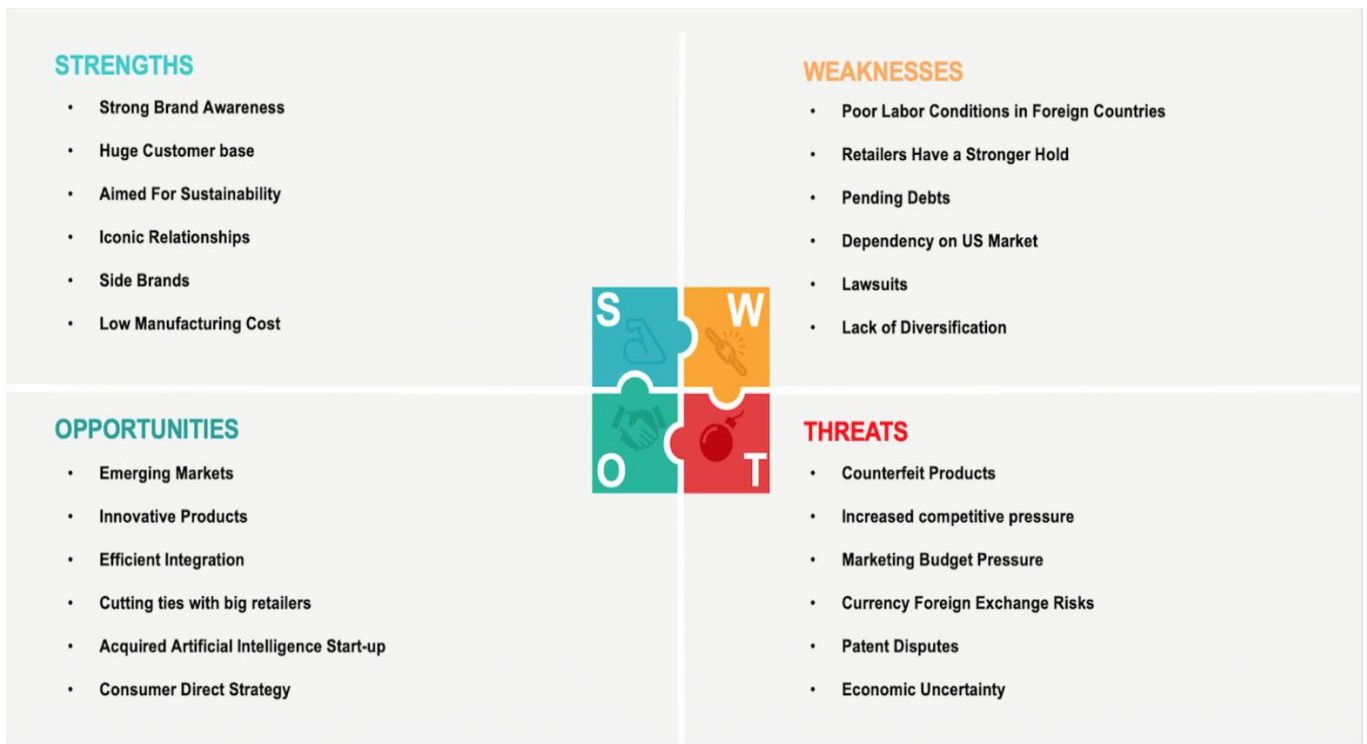 STRENGTHS
• Strong Brand Awareness
• Huge Customer base
• Aimed For Sustainability
• Iconic Relationships
• Side Brands
• Low Manufacturing Cost
WEAKNESSES
• Poor Labor Conditions in Foreign Countries
• Retailers Have a Stronger Hold
• Pending Debts
• Dependency on US Market
• Lawsuits
• Lack of Diversification
S
W
O
T
OPPORTUNITIES
• Emerging Markets
• Innovative Products
• Efficient Integration
• Cutting ties with big retailers
• Acquired Artificial Intelligence Start-up
• Consumer Direct Strategy
THREATS
• Counterfeit Products
• Increased competitive pressure
• Marketing Budget Pressure
• Currency Foreign Exchange Risks
• Patent Disputes
• Economic Uncertainty